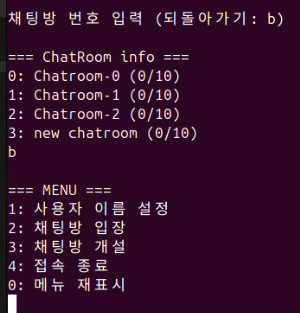 채팅방 번호 입력 (되돌아가기: b)
=== ChatRoom info ===
0: Chatroom-0 (0/10)
1: Chatroom-1 (0/10)
2: Chatroom-2 (0/10)
3: new chatroom (0/10)
b
=== MENU ===
1: 사용자 이름 설정
2: 채팅방 입장
3: 채팅방 개설
4: 접속 종료
0: 메뉴 재표시